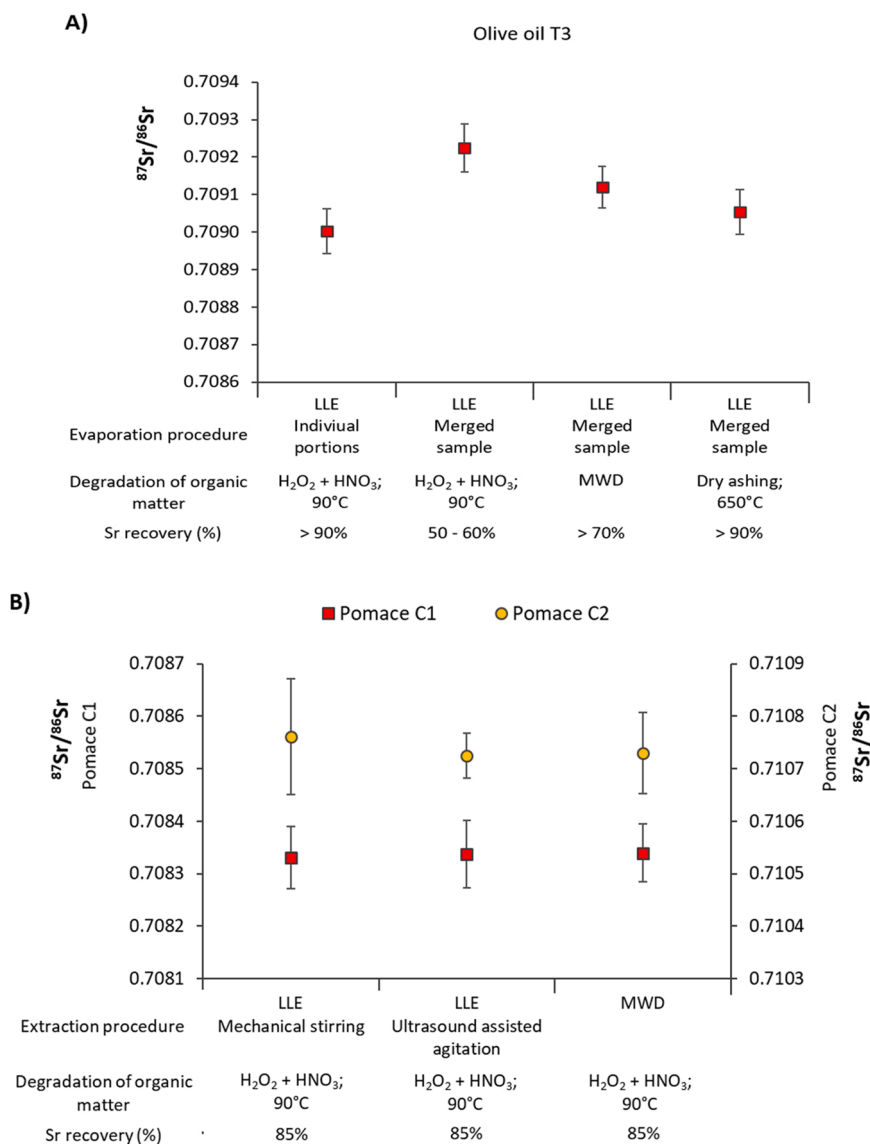 A)
Olive oil T3
⁸⁷Sr/⁸⁶Sr
0.7094
0.7093
0.7092
0.7091
0.7090
0.7089
0.7088
0.7087
0.7086
LLE LLE LLE LLE
Evaporation procedure Indiviual portions Merged sample Merged sample Merged sample
Degradation of organic matter H₂O₂ + HNO₃; 90°C H₂O₂ + HNO₃; 90°C MWD Dry ashing; 650°C
Sr recovery (%) > 90% 50 - 60% > 70% > 90%
B)
Pomace C1 Pomace C2
⁸⁷Sr/⁸⁶Sr
Pomace C1
0.7087
0.7086
0.7085
0.7084
0.7083
0.7082
0.7081
0.7109
0.7108
0.7107
0.7106
0.7105
0.7104
0.7103
Pomace C2
⁸⁷Sr/⁸⁶Sr
LLE LLE MWD
Extraction procedure Mechanical stirring Ultrasound assisted agitation
Degradation of organic matter H₂O₂ + HNO₃; 90°C H₂O₂ + HNO₃; 90°C H₂O₂ + HNO₃; 90°C
Sr recovery (%) 85% 85% 85%